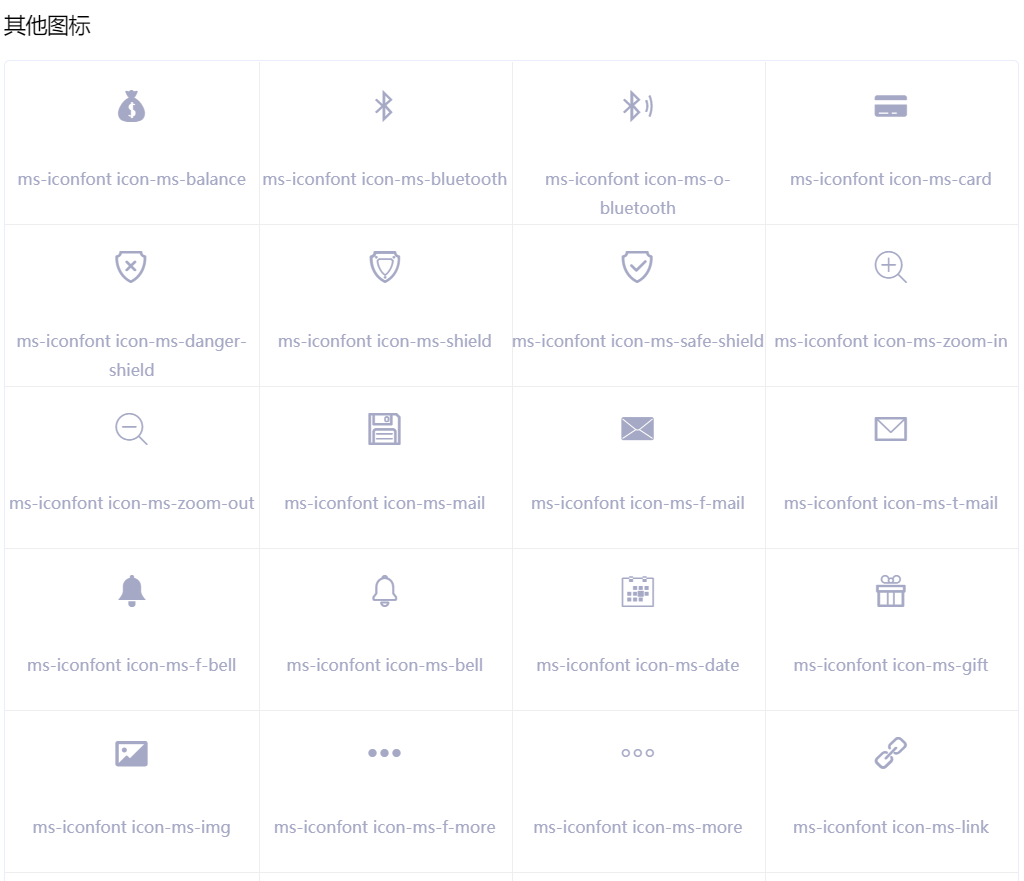 其他图标
ms-iconfont icon-ms-balance
ms-iconfont icon-ms-bluetooth
ms-iconfont icon-ms-o-
bluetooth
ms-iconfont icon-ms-card
ms-iconfont icon-ms-danger-
shield
ms-iconfont icon-ms-shield
ms-iconfont icon-ms-safe-shield
ms-iconfont icon-ms-zoom-in
ms-iconfont icon-ms-zoom-out
ms-iconfont icon-ms-mail
ms-iconfont icon-ms-f-mail
ms-iconfont icon-ms-t-mail
ms-iconfont icon-ms-f-bell
ms-iconfont icon-ms-bell
ms-iconfont icon-ms-date
ms-iconfont icon-ms-gift
ms-iconfont icon-ms-img
ms-iconfont icon-ms-f-more
ms-iconfont icon-ms-more
ms-iconfont icon-ms-link